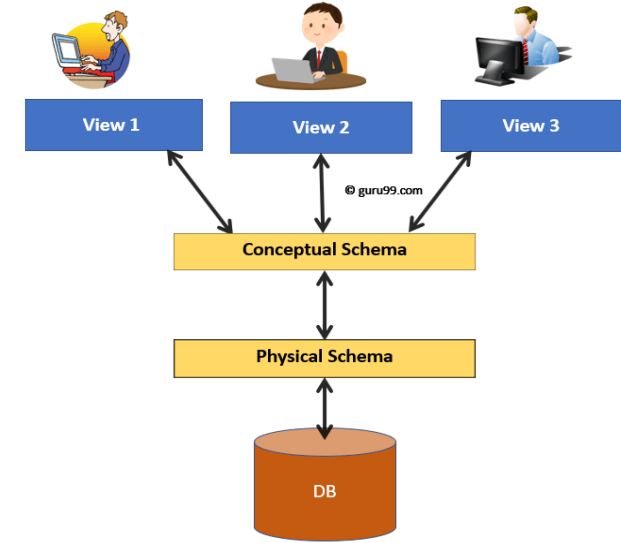 View 1
View 2
View 3
© guru99.com
Conceptual Schema
Physical Schema
DB